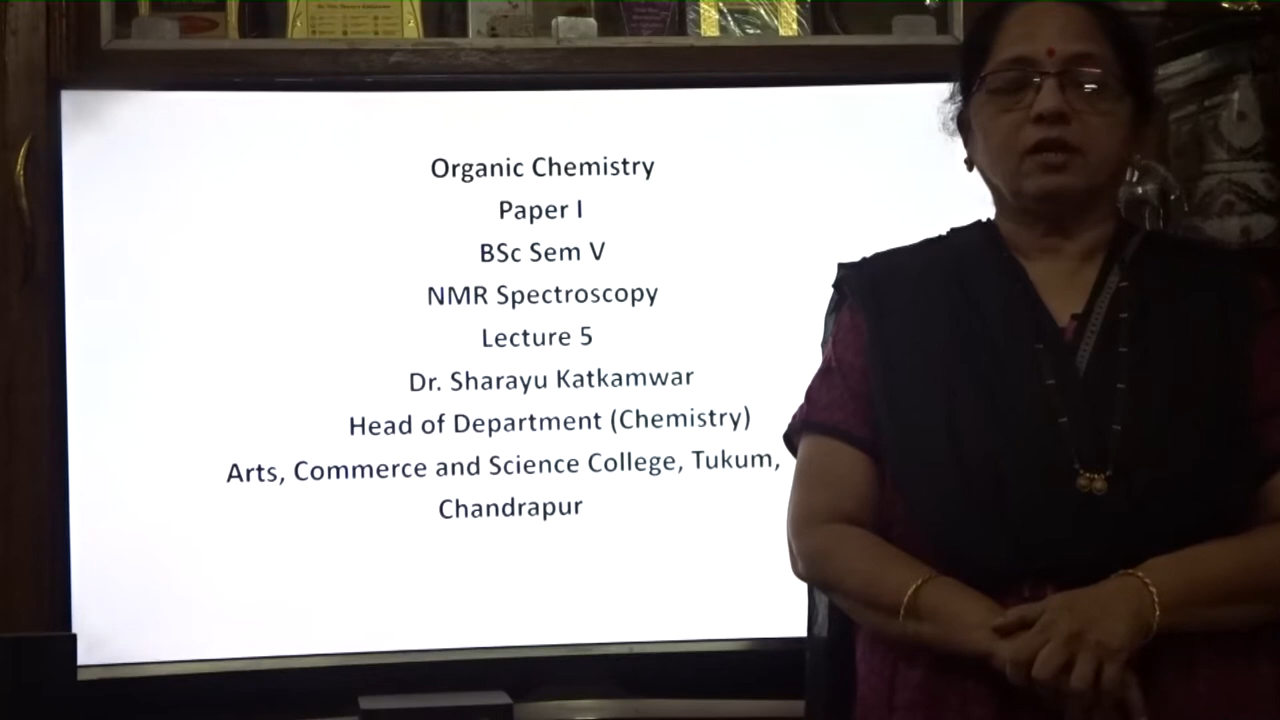 Organic Chemistry
Paper I
BSc Sem V
NMR Spectroscopy
Lecture 5
Dr. Sharayu Katkamwar
Head of Department (Chemistry)
Arts, Commerce and Science College, Tukum,
Chandrapur